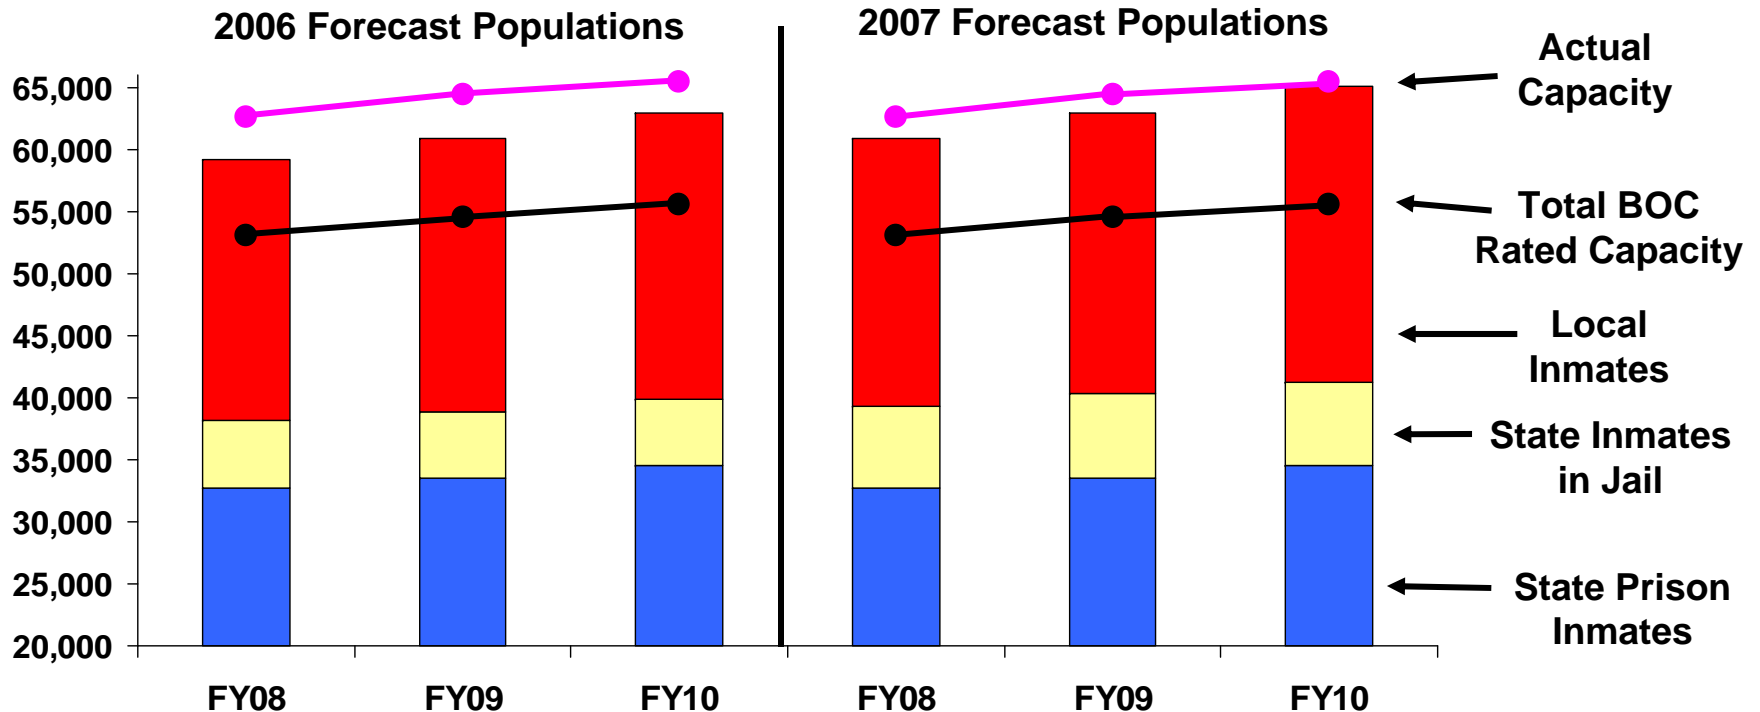 2006 Forecast Populations
2007 Forecast Populations
65,000
60,000
55,000
50,000
45,000
40,000
35,000
30,000
25,000
20,000
FY08
FY09
FY10
FY08
FY09
FY10
Actual
Capacity
Total BOC
Rated Capacity
Local
Inmates
State Inmates
in Jail
State Prison
Inmates